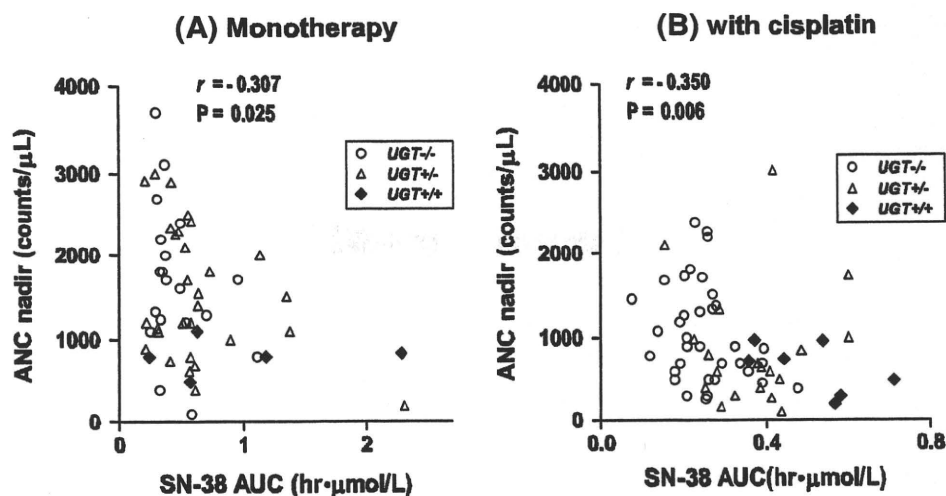 (A) Monotherapy
r = - 0.307
P = 0.025
UGT-/-
UGT+/-
UGT+/+
ANC nadir (counts/μL)
4000
3000
2000
1000
0
0
1
2
SN-38 AUC (hr·μmol/L)
(B) with cisplatin
r = - 0.350
P = 0.006
UGT-/-
UGT+/-
UGT+/+
ANC nadir (counts/μL)
4000
3000
2000
1000
0
0.0
0.4
0.8
SN-38 AUC(hr·μmol/L)